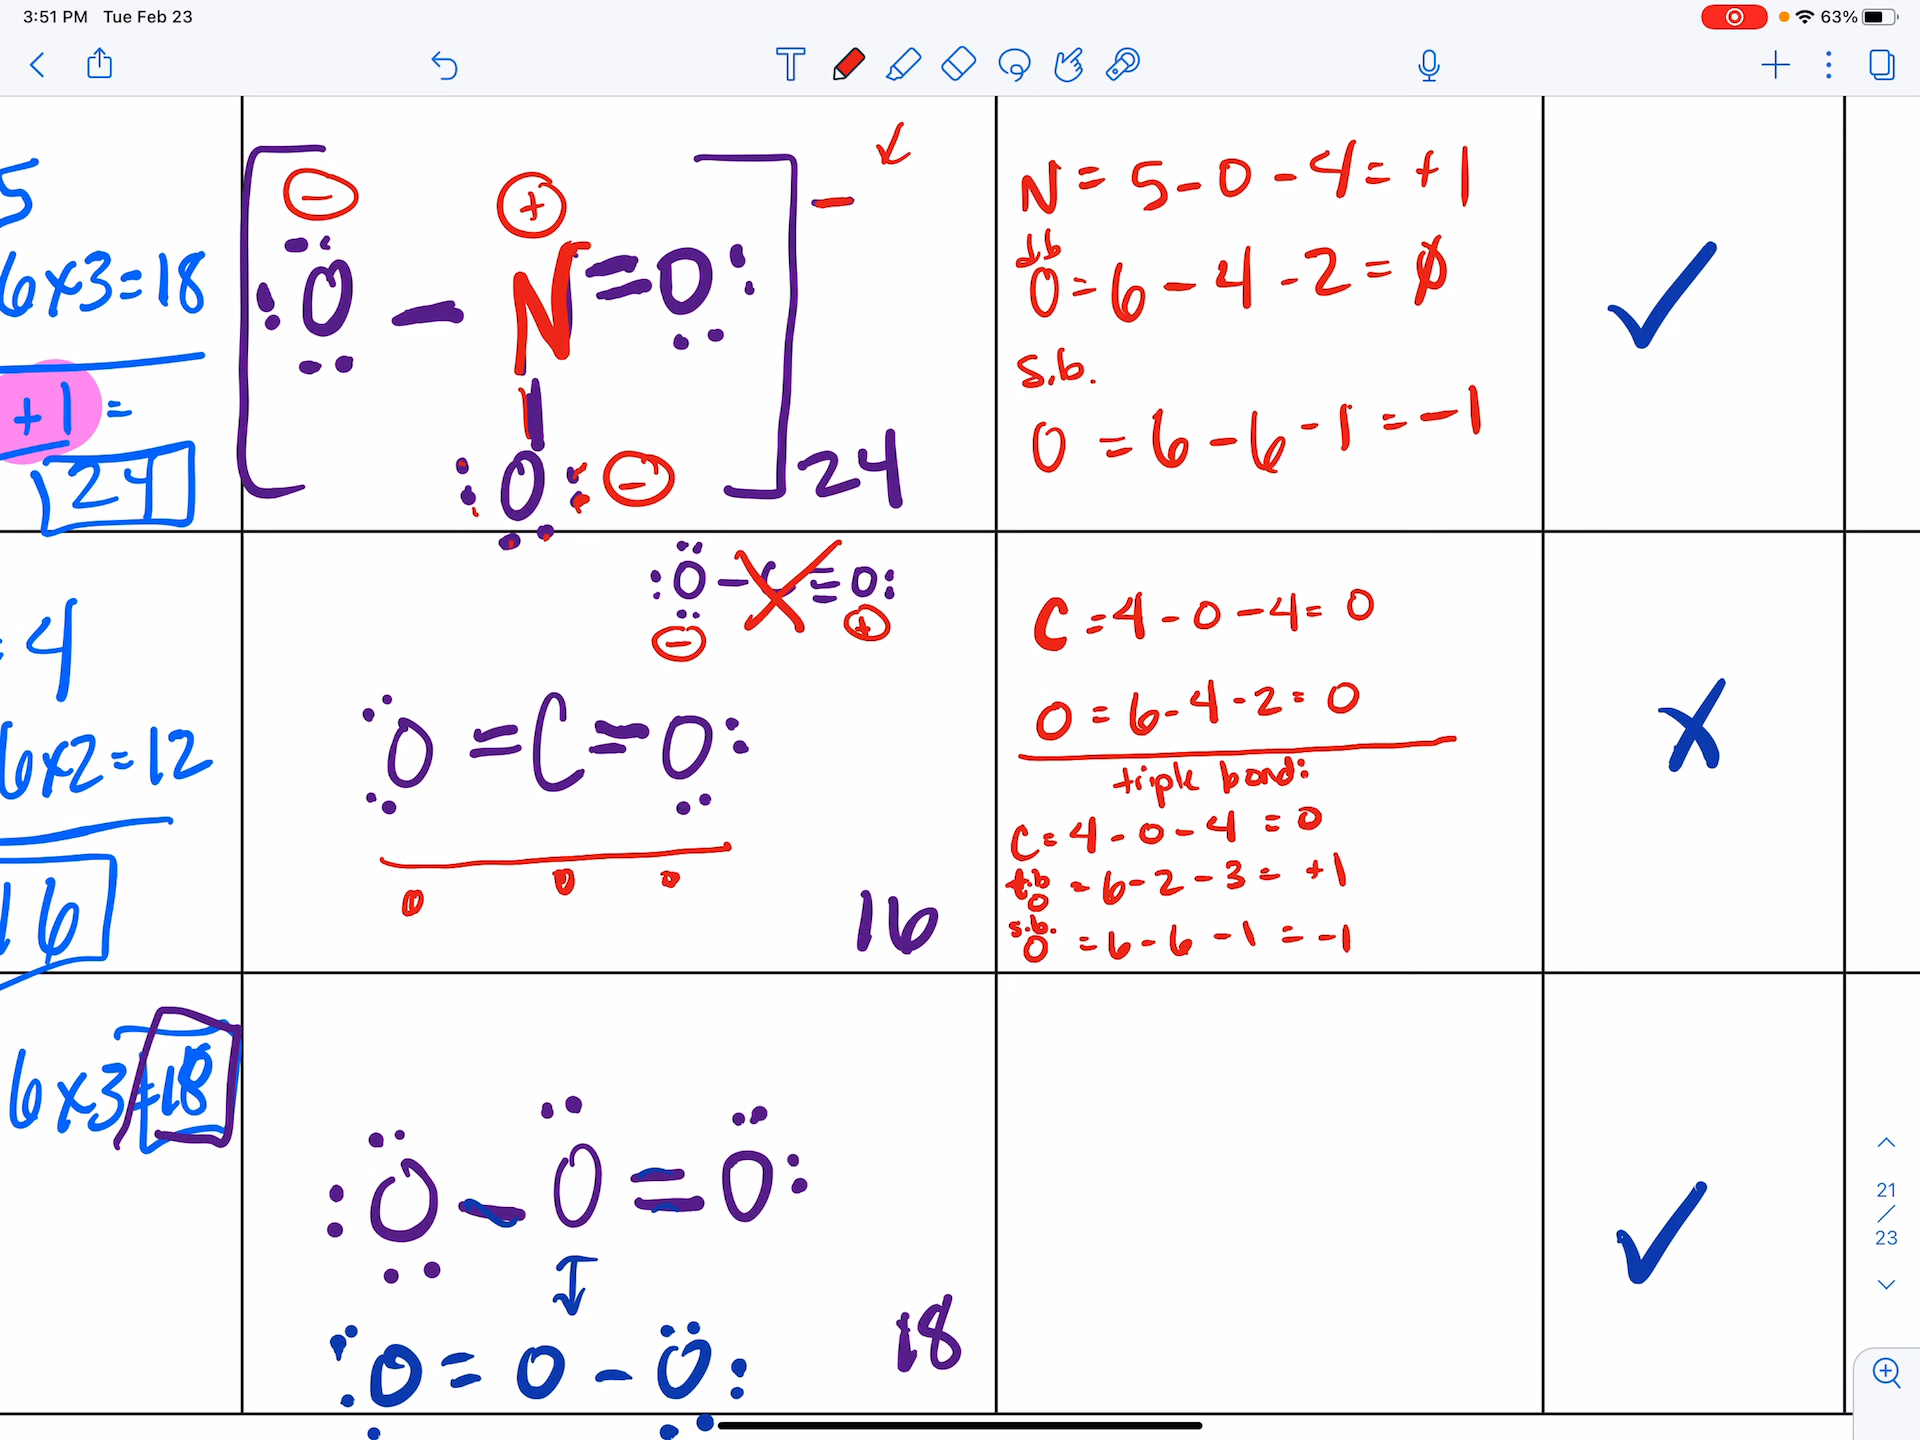 3:51 PM Tue Feb 23
63%
T
5
6x3=18
+1 =
24
O - N = O
O
-
+
-
-
24
N = 5 - 0 - 4 = +1
d.b
O = 6 - 4 - 2 = 0
s.b.
O = 6 - 6 - 1 = -1
= 4
6x2=12
16
O - C ≡ O
- +
O = C = O
0 0 0
16
C = 4 - 0 - 4 = 0
O = 6 - 4 - 2 = 0
triple bond:
C = 4 - 0 - 4 = 0
t.b
O = 6 - 2 - 3 = +1
s.b.
O = 6 - 6 - 1 = -1
6x3=18
O - O = O
O = O - O
18
21
/
23